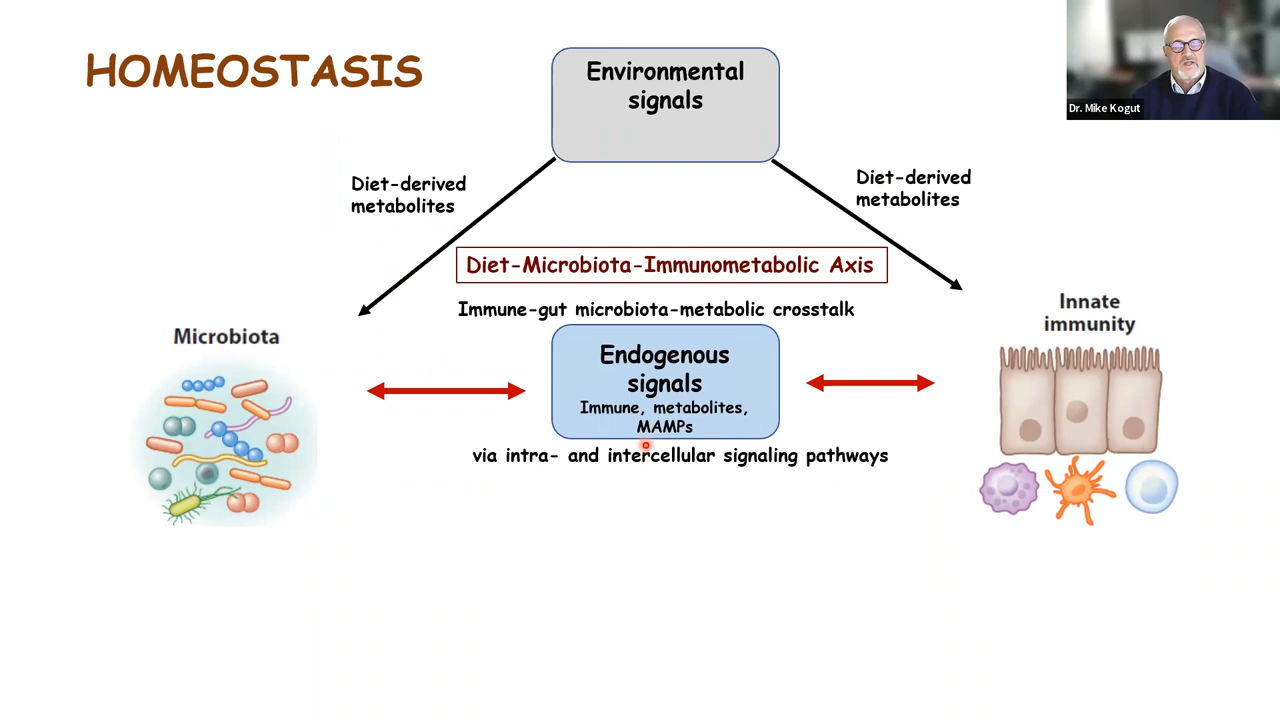 HOMEOSTASIS
Environmental
signals
Dr. Mike Kogut
Diet-derived
metabolites
Diet-derived
metabolites
Diet-Microbiota-Immunometabolic Axis
Immune-gut microbiota-metabolic crosstalk
Microbiota
Endogenous
signals
Immune, metabolites,
MAMPs
via intra- and intercellular signaling pathways
Innate
immunity